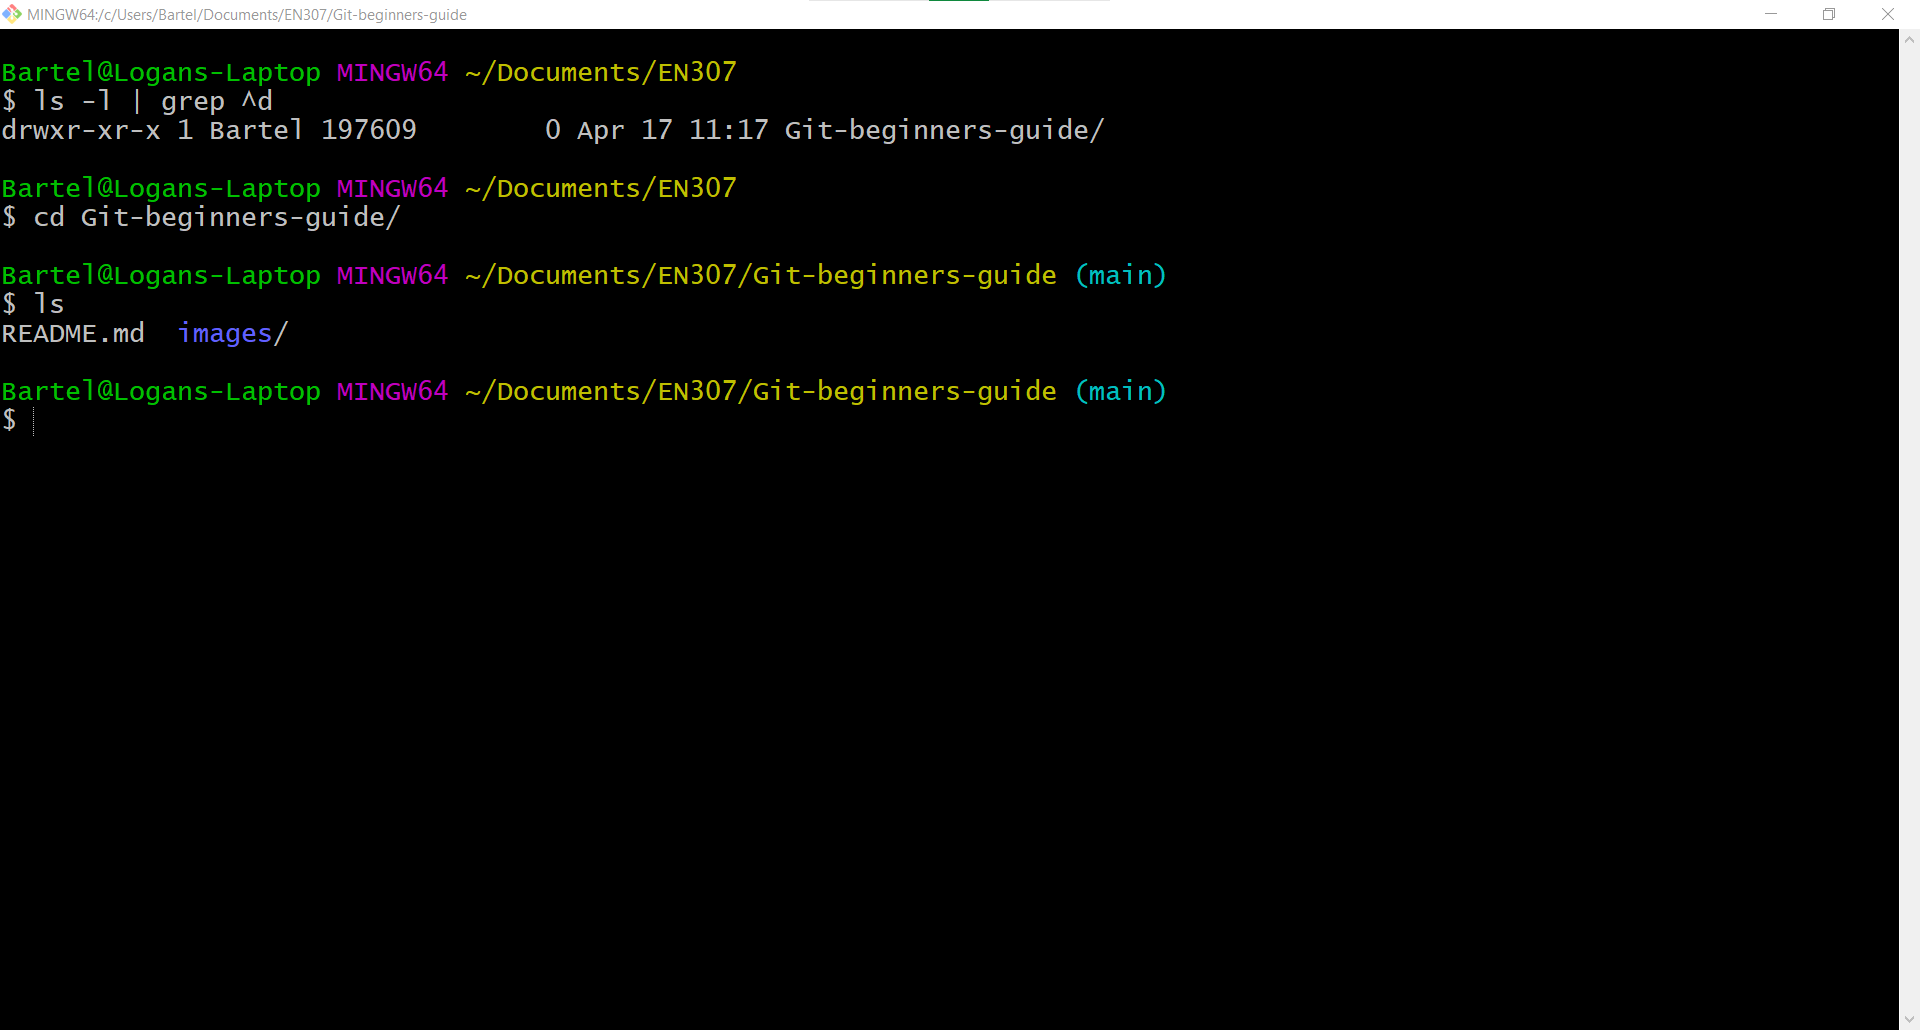 MINGW64:/c/Users/Bartel/Documents/EN307/Git-beginners-guide
Bartel@Logans-Laptop MINGW64 ~/Documents/EN307
$ ls -l | grep ^d
drwxr-xr-x 1 Bartel 197609        0 Apr 17 11:17 Git-beginners-guide/
Bartel@Logans-Laptop MINGW64 ~/Documents/EN307
$ cd Git-beginners-guide/
Bartel@Logans-Laptop MINGW64 ~/Documents/EN307/Git-beginners-guide (main)
$ ls
README.md  images/
Bartel@Logans-Laptop MINGW64 ~/Documents/EN307/Git-beginners-guide (main)
$